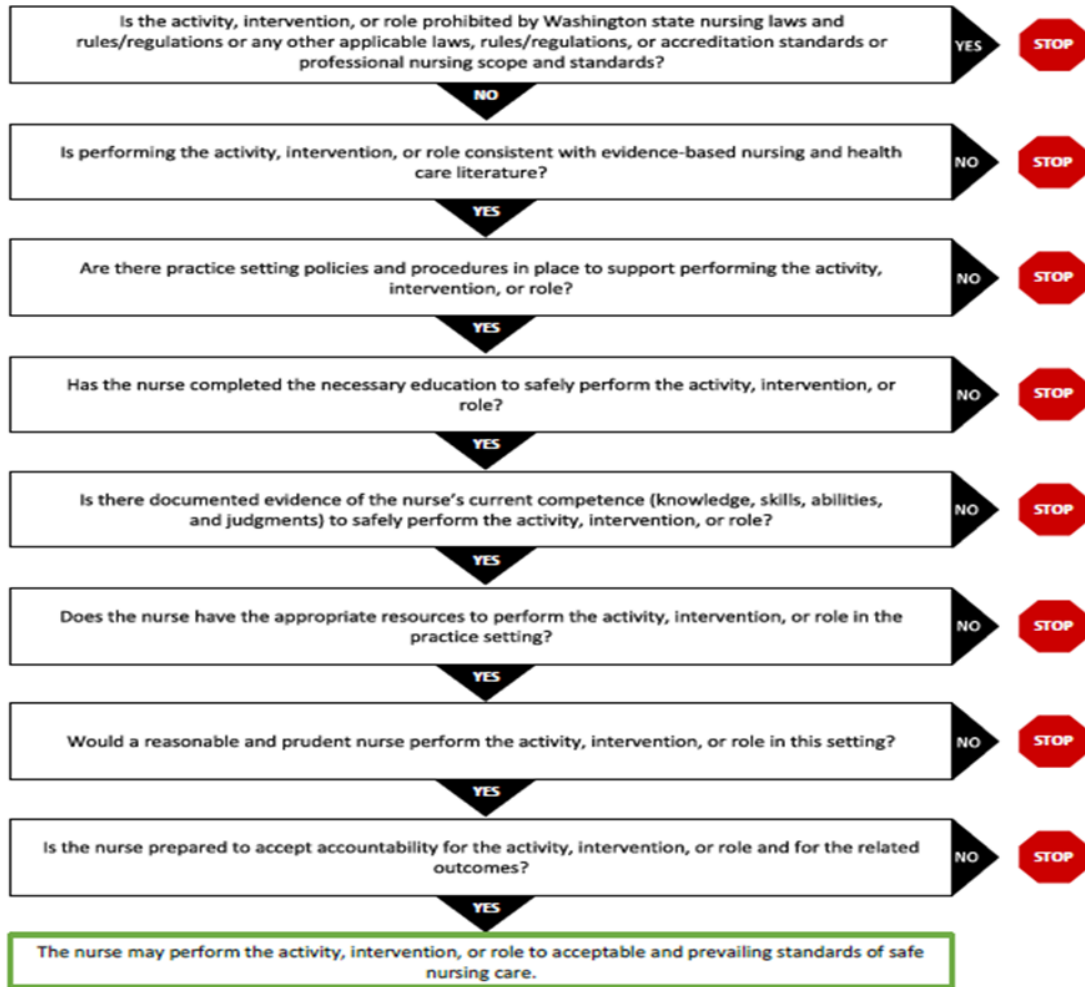 Is the activity, intervention, or role prohibited by Washington state nursing laws and
rules/regulations or any other applicable laws, rules/regulations, or accreditation standards or
professional nursing scope and standards?
YES
STOP
NO
Is performing the activity, intervention, or role consistent with evidence-based nursing and health
care literature?
NO
STOP
YES
Are there practice setting policies and procedures in place to support performing the activity,
intervention, or role?
NO
STOP
YES
Has the nurse completed the necessary education to safely perform the activity, intervention, or
role?
NO
STOP
YES
Is there documented evidence of the nurse's current competence (knowledge, skills, abilities,
and judgments) to safely perform the activity, intervention, or role?
NO
STOP
YES
Does the nurse have the appropriate resources to perform the activity, intervention, or role in the
practice setting?
NO
STOP
YES
Would a reasonable and prudent nurse perform the activity, intervention, or role in this setting?
NO
STOP
YES
Is the nurse prepared to accept accountability for the activity, intervention, or role and for the related
outcomes?
NO
STOP
YES
The nurse may perform the activity, intervention, or role to acceptable and prevailing standards of safe
nursing care.